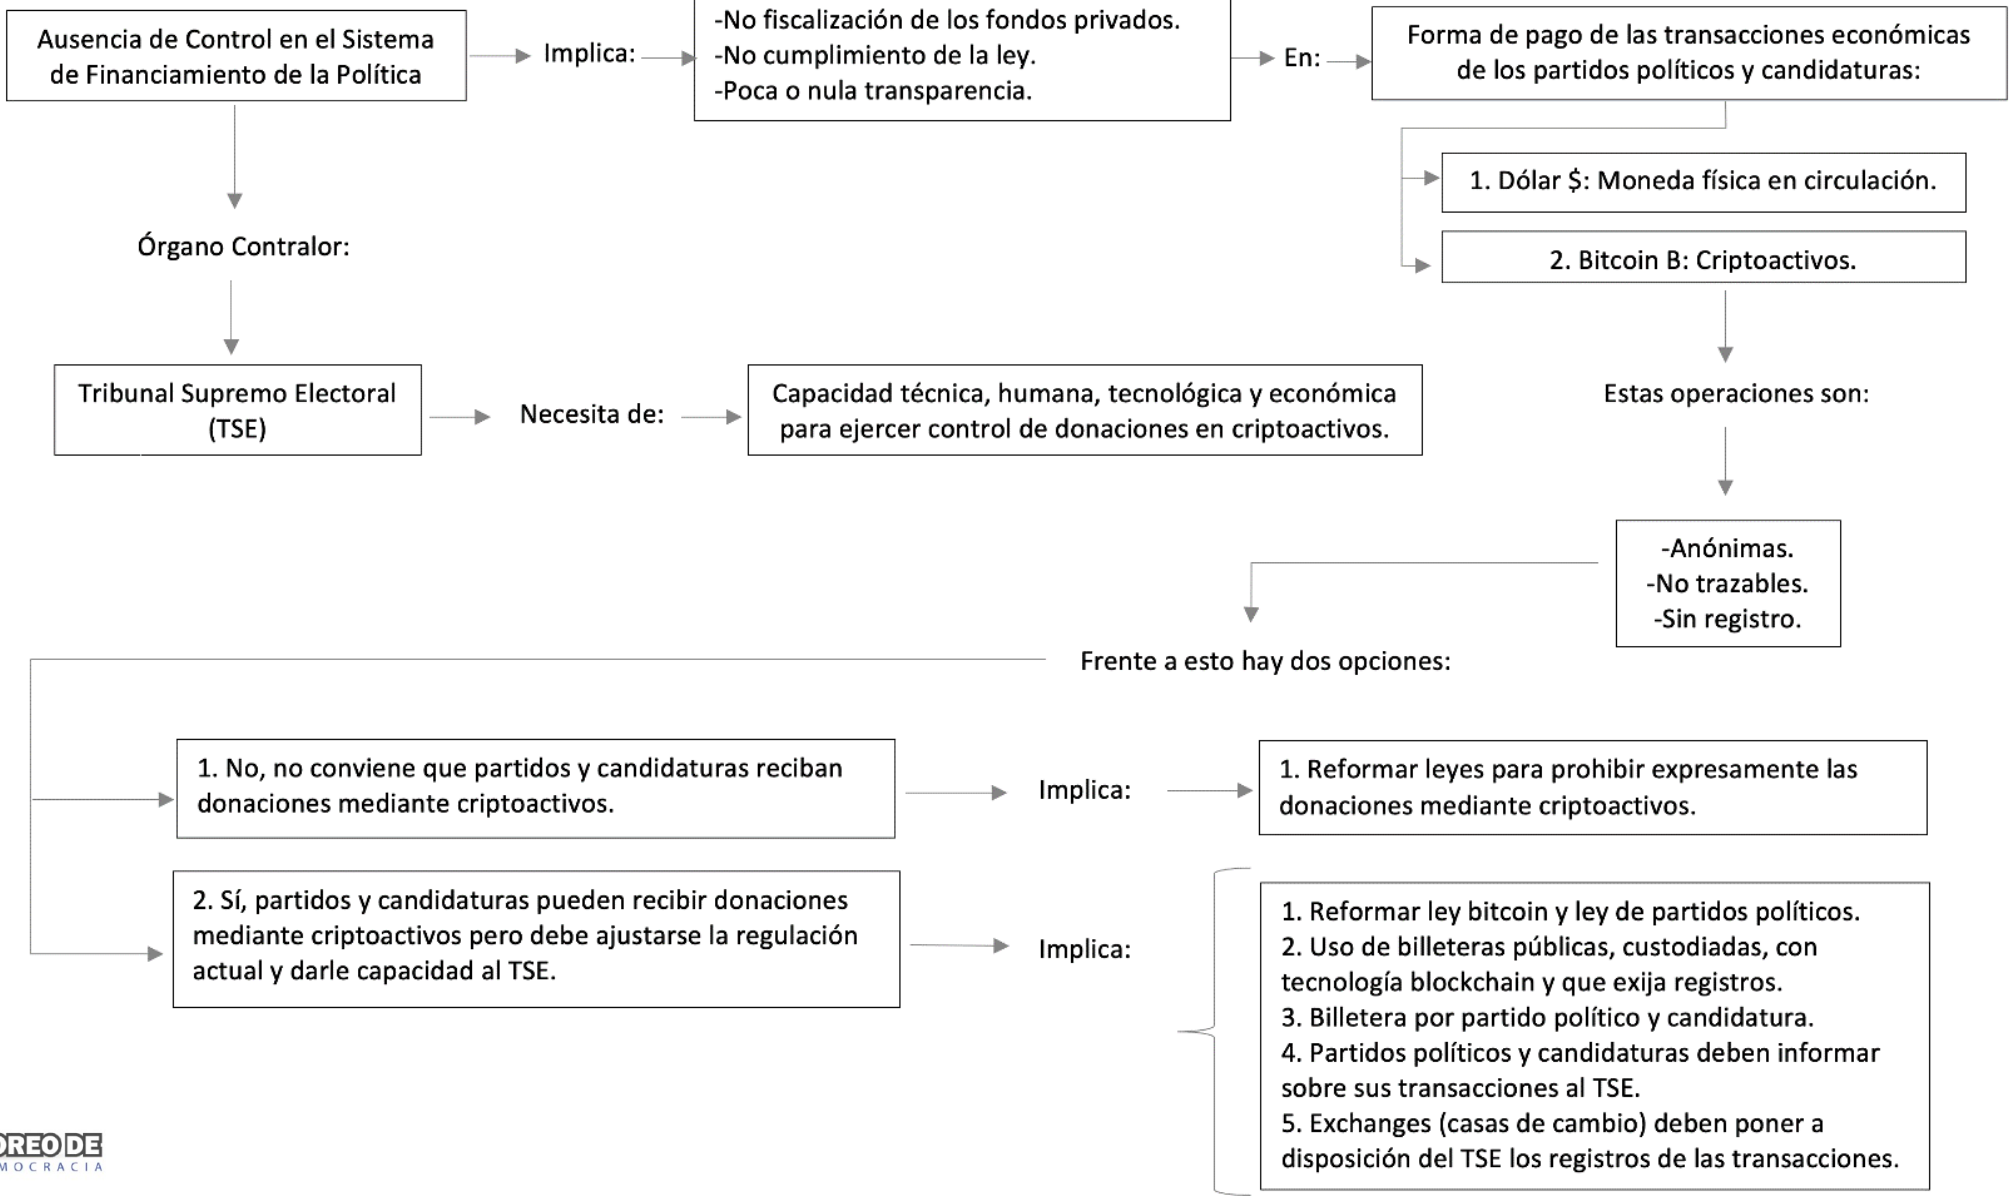 Ausencia de Control en el Sistema
de Financiamiento de la Política
Implica:
-No fiscalización de los fondos privados.
-No cumplimiento de la ley.
-Poca o nula transparencia.
En:
Forma de pago de las transacciones económicas
de los partidos políticos y candidaturas:
1. Dólar $: Moneda física en circulación.
2. Bitcoin B: Criptoactivos.
Órgano Contralor:
Tribunal Supremo Electoral
(TSE)
Necesita de:
Capacidad técnica, humana, tecnológica y económica
para ejercer control de donaciones en criptoactivos.
Estas operaciones son:
-Anónimas.
-No trazables.
-Sin registro.
Frente a esto hay dos opciones:
1. No, no conviene que partidos y candidaturas reciban
donaciones mediante criptoactivos.
Implica:
1. Reformar leyes para prohibir expresamente las
donaciones mediante criptoactivos.
2. Sí, partidos y candidaturas pueden recibir donaciones
mediante criptoactivos pero debe ajustarse la regulación
actual y darle capacidad al TSE.
Implica:
1. Reformar ley bitcoin y ley de partidos políticos.
2. Uso de billeteras públicas, custodiadas, con
tecnología blockchain y que exija registros.
3. Billetera por partido político y candidatura.
4. Partidos políticos y candidaturas deben informar
sobre sus transacciones al TSE.
5. Exchanges (casas de cambio) deben poner a
disposición del TSE los registros de las transacciones.
OREO DE
MOCRACIA